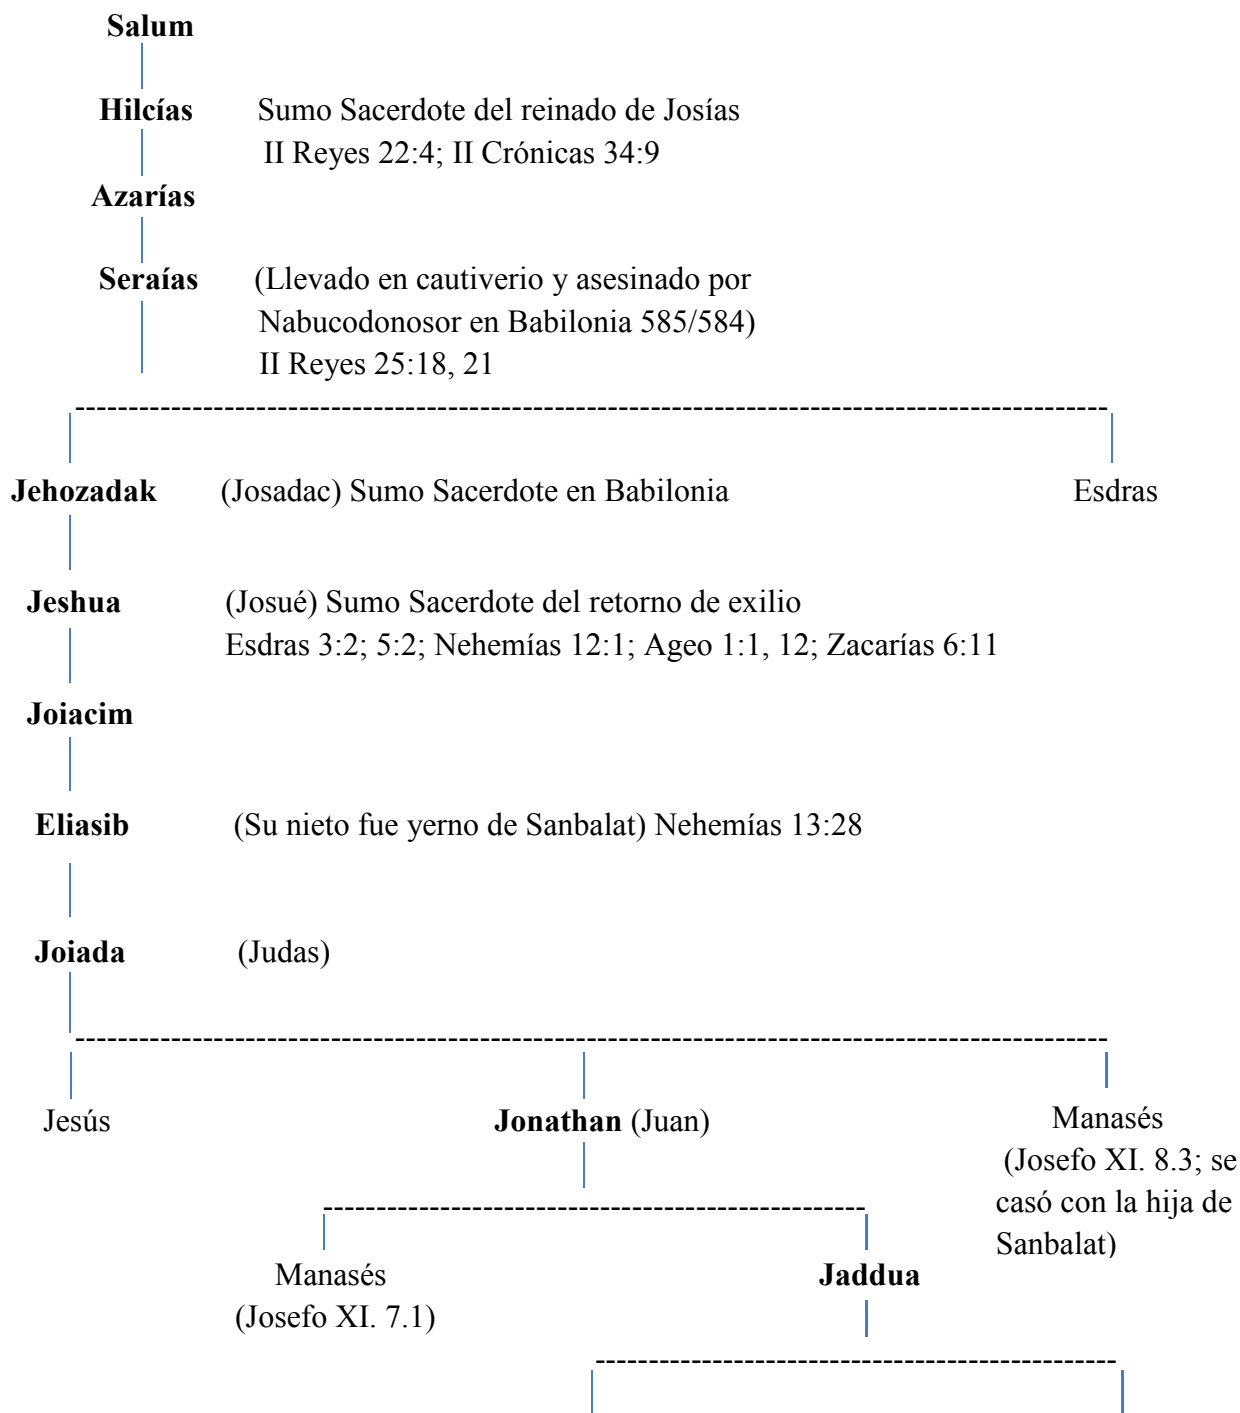 Salum
Hilcías Sumo Sacerdote del reinado de Josías
II Reyes 22:4; II Crónicas 34:9
Azarías
Seraías (Llevado en cautiverio y asesinado por
Nabucodonosor en Babilonia 585/584)
II Reyes 25:18, 21
Jehozadak (Josadac) Sumo Sacerdote en Babilonia Esdras
Jeshua (Josué) Sumo Sacerdote del retorno de exilio
Esdras 3:2; 5:2; Nehemías 12:1; Ageo 1:1, 12; Zacarías 6:11
Joiacim
Eliasib (Su nieto fue yerno de Sanbalat) Nehemías 13:28
Joiada (Judas)
Jesús Jonathan (Juan) Manasés
(Josefo XI. 8.3; se
casó con la hija de
Sanbalat)
Manasés Jaddua
(Josefo XI. 7.1)